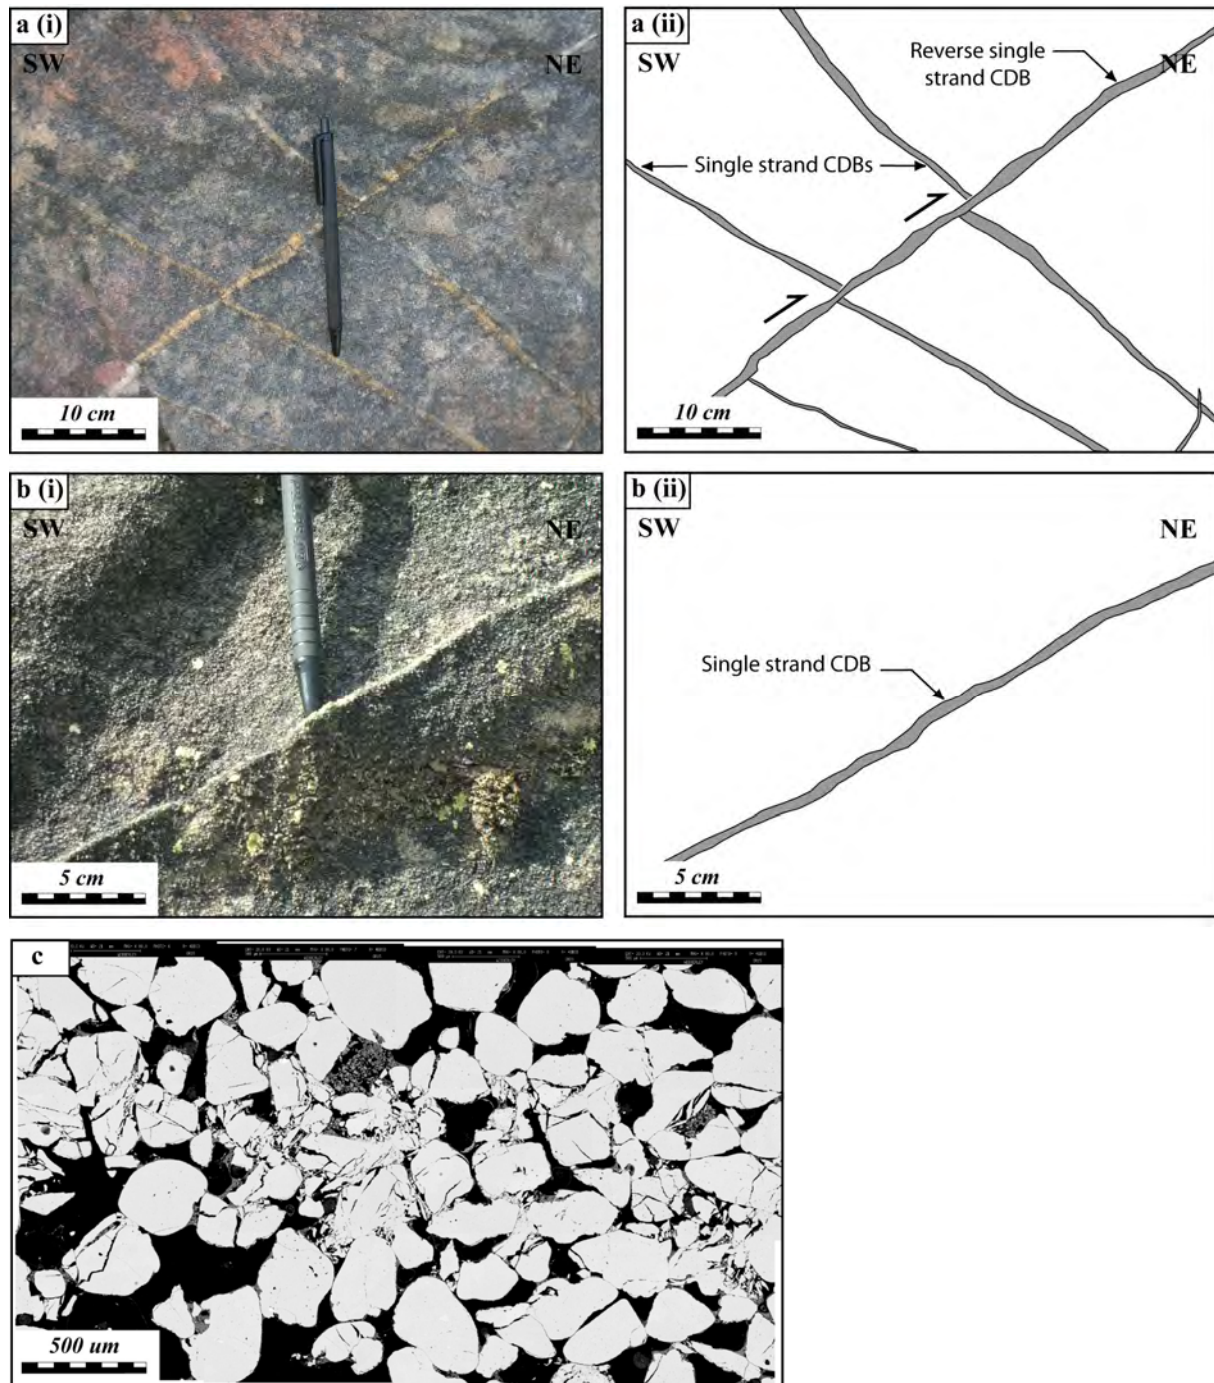 a (i)
SW
NE
10 cm
a (ii)
SW
NE
Reverse single
strand CDB
Single strand CDBs
10 cm
b (i)
SW
NE
5 cm
b (ii)
SW
NE
Single strand CDB
5 cm
c
500 um